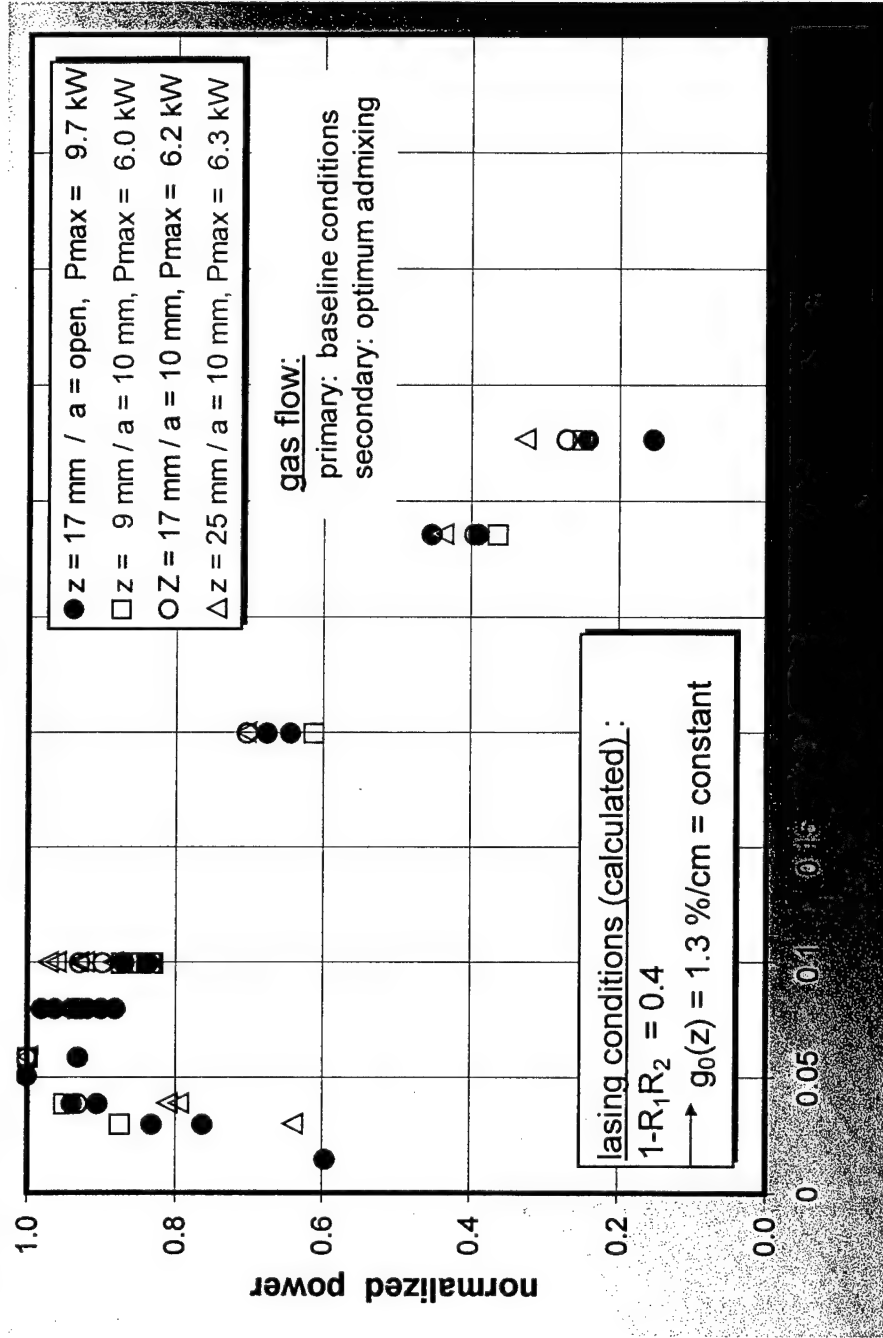 normalized power
1.0
0.8
0.6
0.4
0.2
0.0
0
0.05
0.1
0.15
z = 17 mm / a = open, Pmax = 9.7 kW
z = 9 mm / a = 10 mm, Pmax = 6.0 kW
Z = 17 mm / a = 10 mm, Pmax = 6.2 kW
z = 25 mm / a = 10 mm, Pmax = 6.3 kW
gas flow:
primary: baseline conditions
secondary: optimum admixing
lasing conditions (calculated) :
1-R₁R₂ = 0.4
→ g₀(z) = 1.3 %/cm = constant